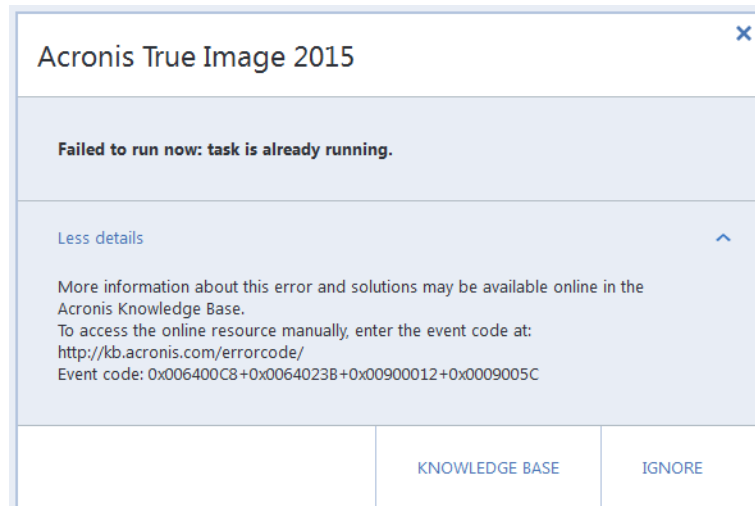 Acronis True Image 2015
Failed to run now: task is already running.
Less details
More information about this error and solutions may be available online in the
Acronis Knowledge Base.
To access the online resource manually, enter the event code at:
http://kb.acronis.com/errorcode/
Event code: 0x006400C8+0x0064023B+0x00900012+0x0009005C
KNOWLEDGE BASE
IGNORE